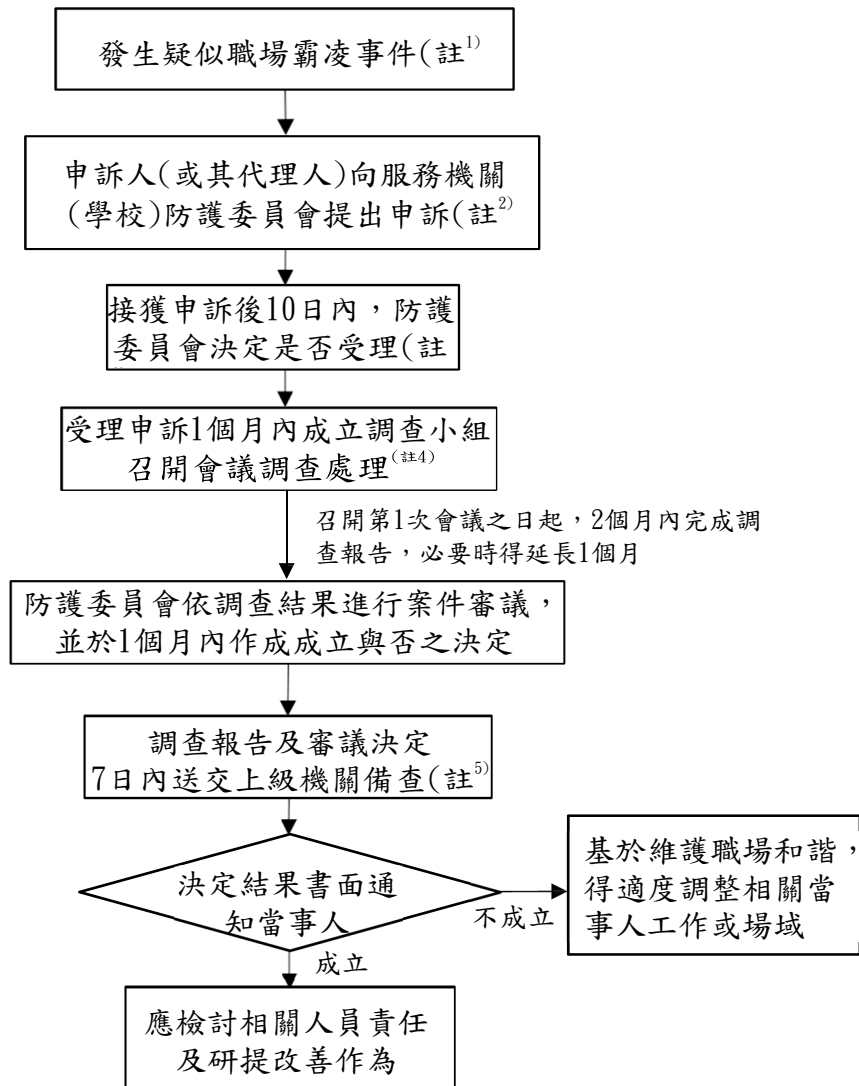 發生疑似職場霸凌事件(註1)
申訴人(或其代理人)向服務機關
(學校)防護委員會提出申訴(註2)
接獲申訴後10日內，防護
委員會決定是否受理(註
受理申訴1個月內成立調查小組
召開會議調查處理(註4)
召開第1次會議之日起，2個月內完成調
查報告，必要時得延長1個月
防護委員會依調查結果進行案件審議，
並於1個月內作成成立與否之決定
調查報告及審議決定
7日內送交上級機關備查(註5)
決定結果書面通
知當事人
不成立
基於維護職場和諧，
得適度調整相關當
事人工作或場域
成立
應檢討相關人員責任
及研提改善作為